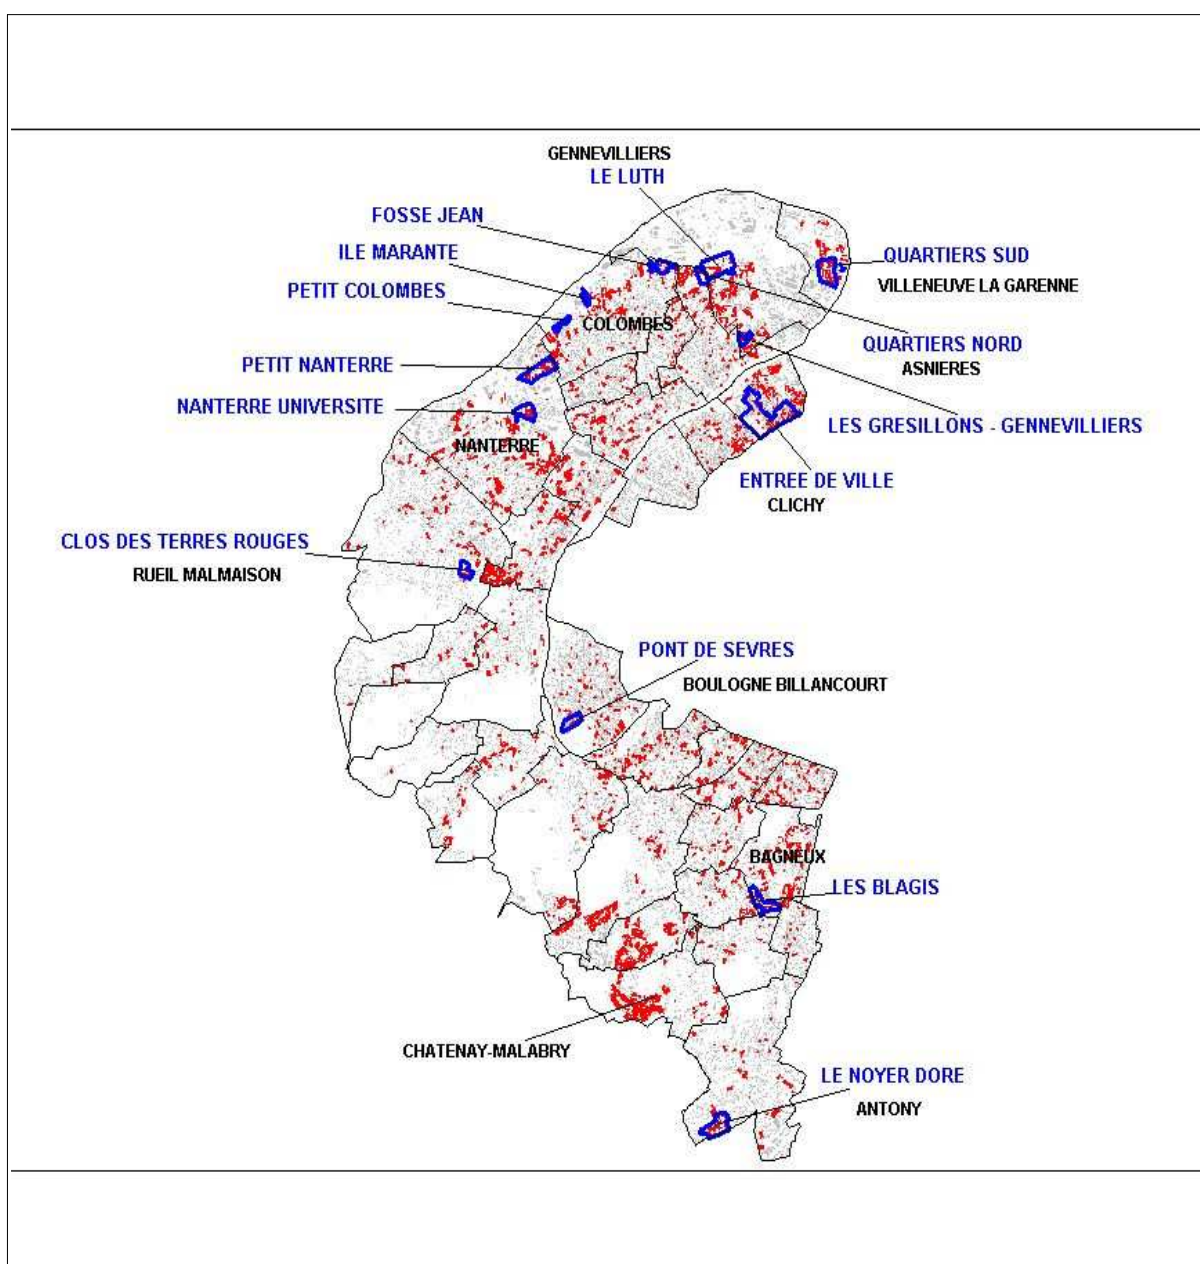 GENNEVILLIERS
LE LUTH
FOSSE JEAN
ILE MARANTE
QUARTIERS SUD
VILLENEUVE LA GARENNE
PETIT COLOMBES
COLOMBES
QUARTIERS NORD
ASNIERES
PETIT NANTERRE
NANTERRE UNIVERSITE
LES GRESILLONS - GENNEVILLIERS
NANTERRE
ENTREE DE VILLE
CLICHY
CLOS DES TERRES ROUGES
RUEIL MALMAISON
PONT DE SEVRES
BOULOGNE BILLANCOURT
BAGNEUX
LES BLAGIS
CHATENAY-MALABRY
LE NOYER DORE
ANTONY